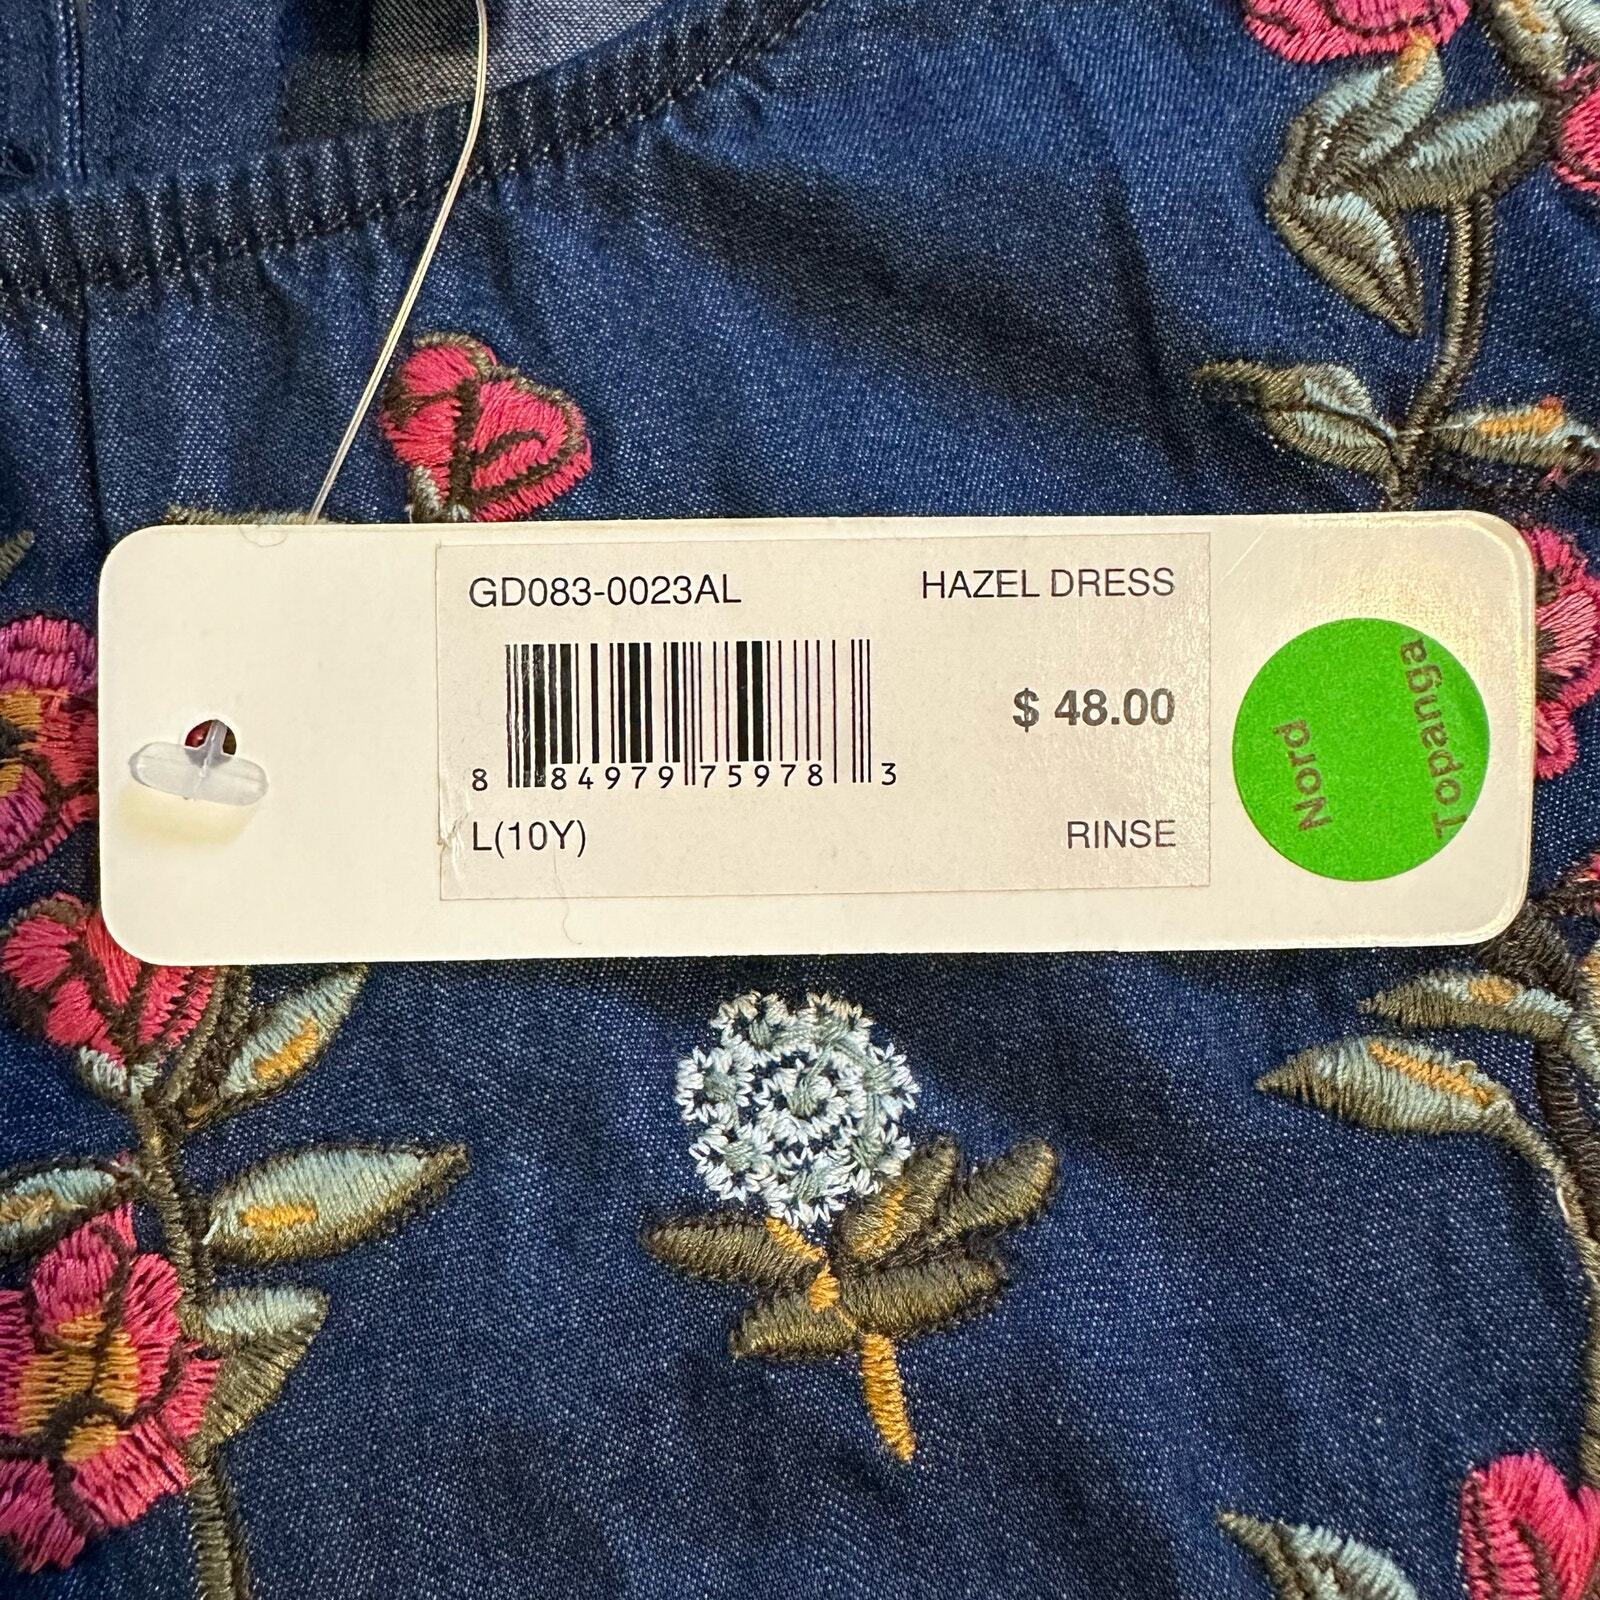 GD083-0023AL HAZEL DRESS
$ 48.00
8 84979 75978 3
L(10Y) RINSE
Nord
Topanga